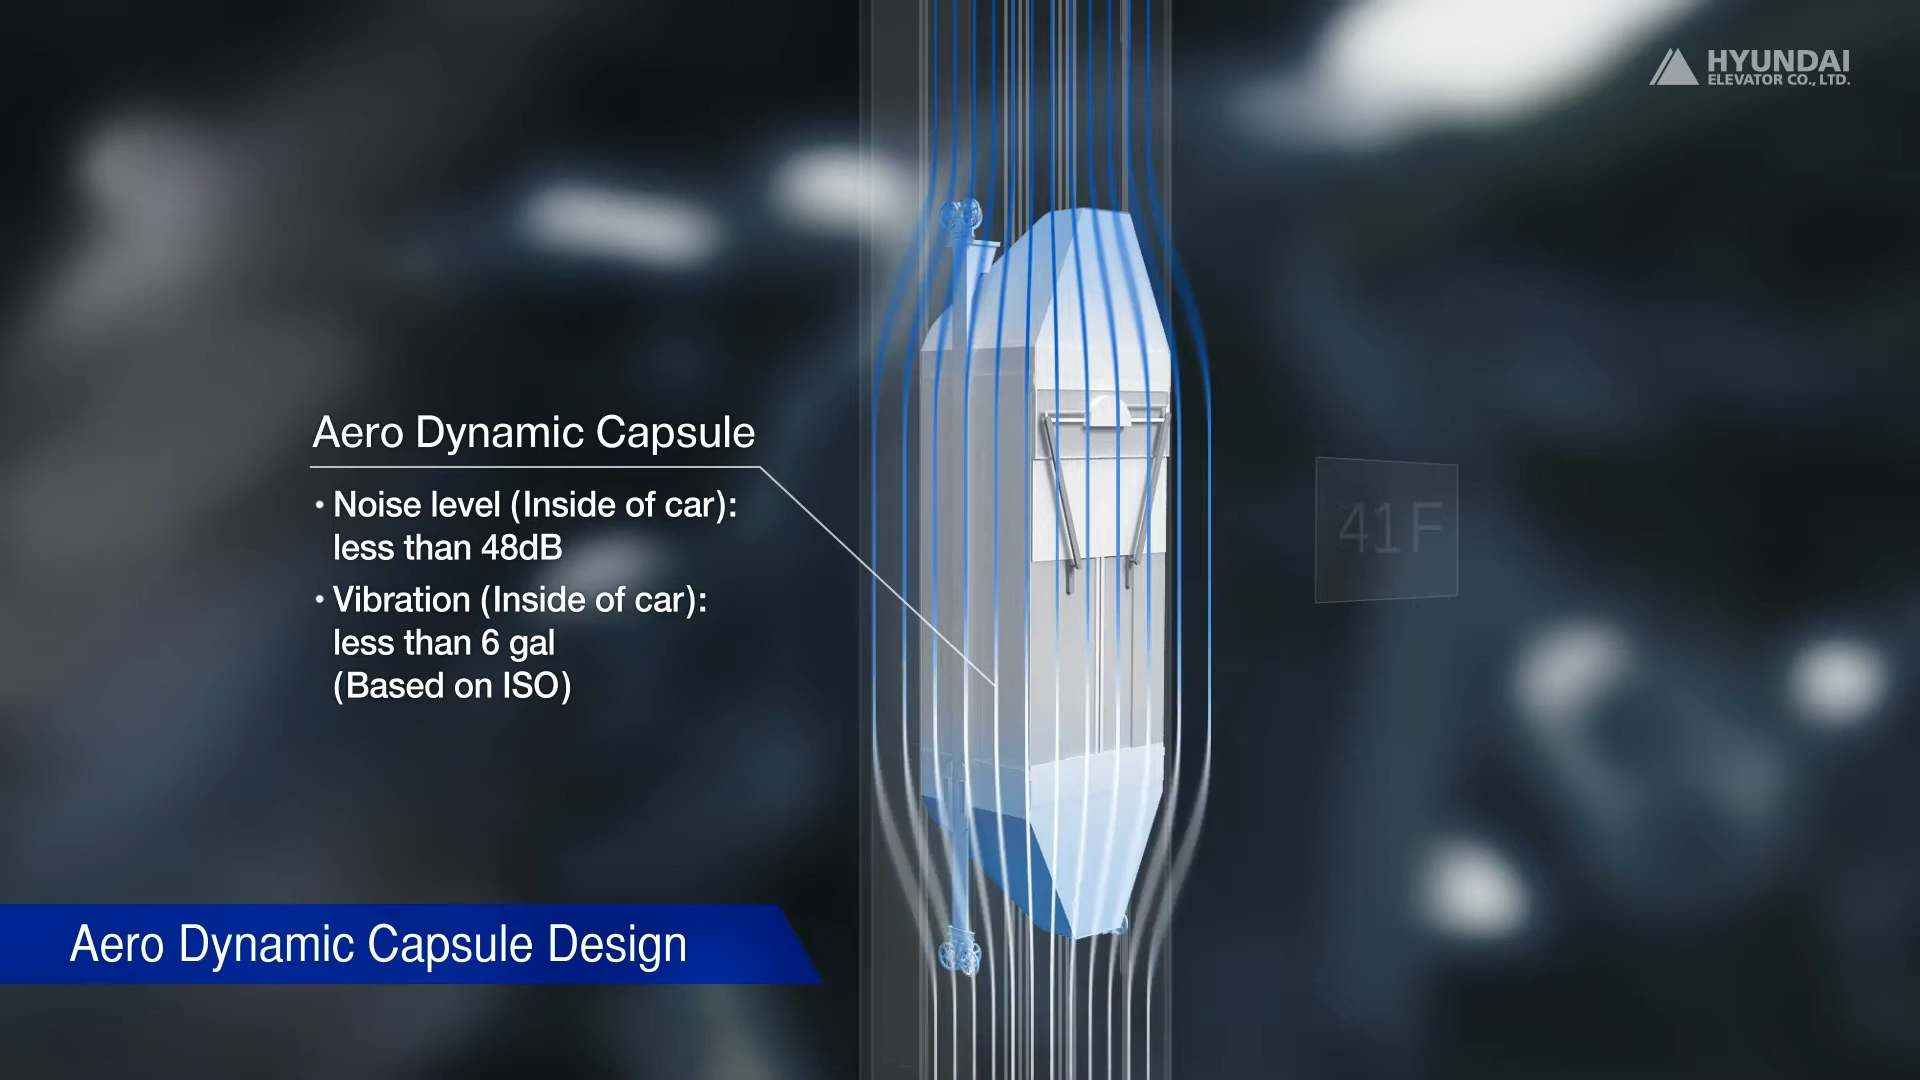 HYUNDAI
ELEVATOR CO., LTD.
Aero Dynamic Capsule
• Noise level (Inside of car):
less than 48dB
• Vibration (Inside of car):
less than 6 gal
(Based on ISO)
41F
Aero Dynamic Capsule Design